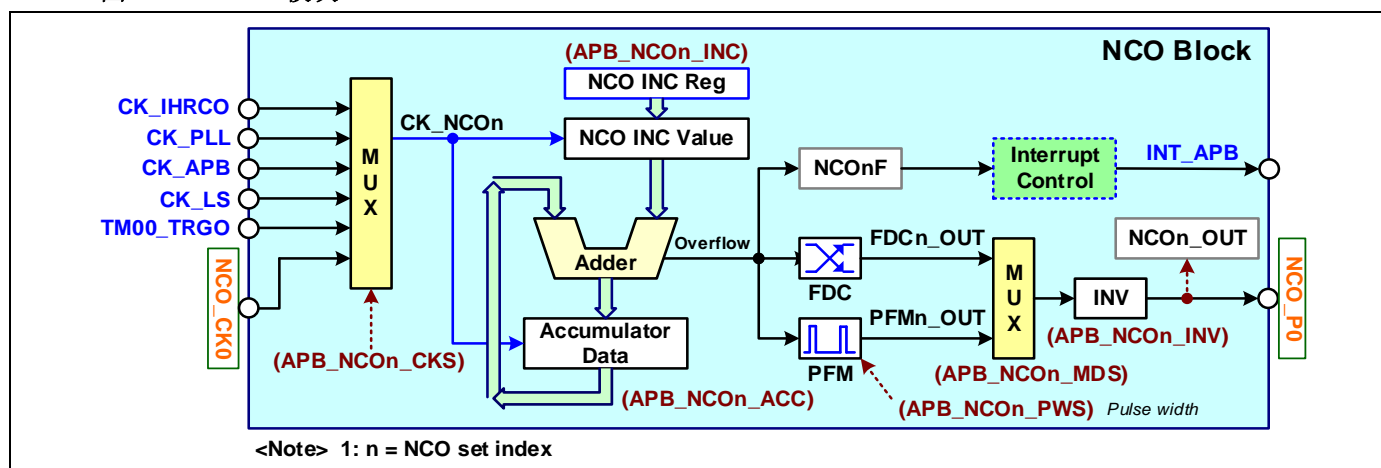 NCO Block
(APB_NCOn_INC)
NCO INC Reg
CK_IHRCO
CK_PLL
CK_APB
CK_LS
TM00_TRGO
NCO_CK0
MUX
(APB_NCOn_CKS)
CK_NCOn
NCO INC Value
Adder
Overflow
Accumulator
Data
(APB_NCOn_ACC)
NCOnF
Interrupt
Control
INT_APB
FDCn_OUT
FDC
PFMn_OUT
PFM
MUX
(APB_NCOn_MDS)
(APB_NCOn_PWS) Pulse width
INV
(APB_NCOn_INV)
NCOn_OUT
NCO_P0
<Note> 1: n = NCO set index